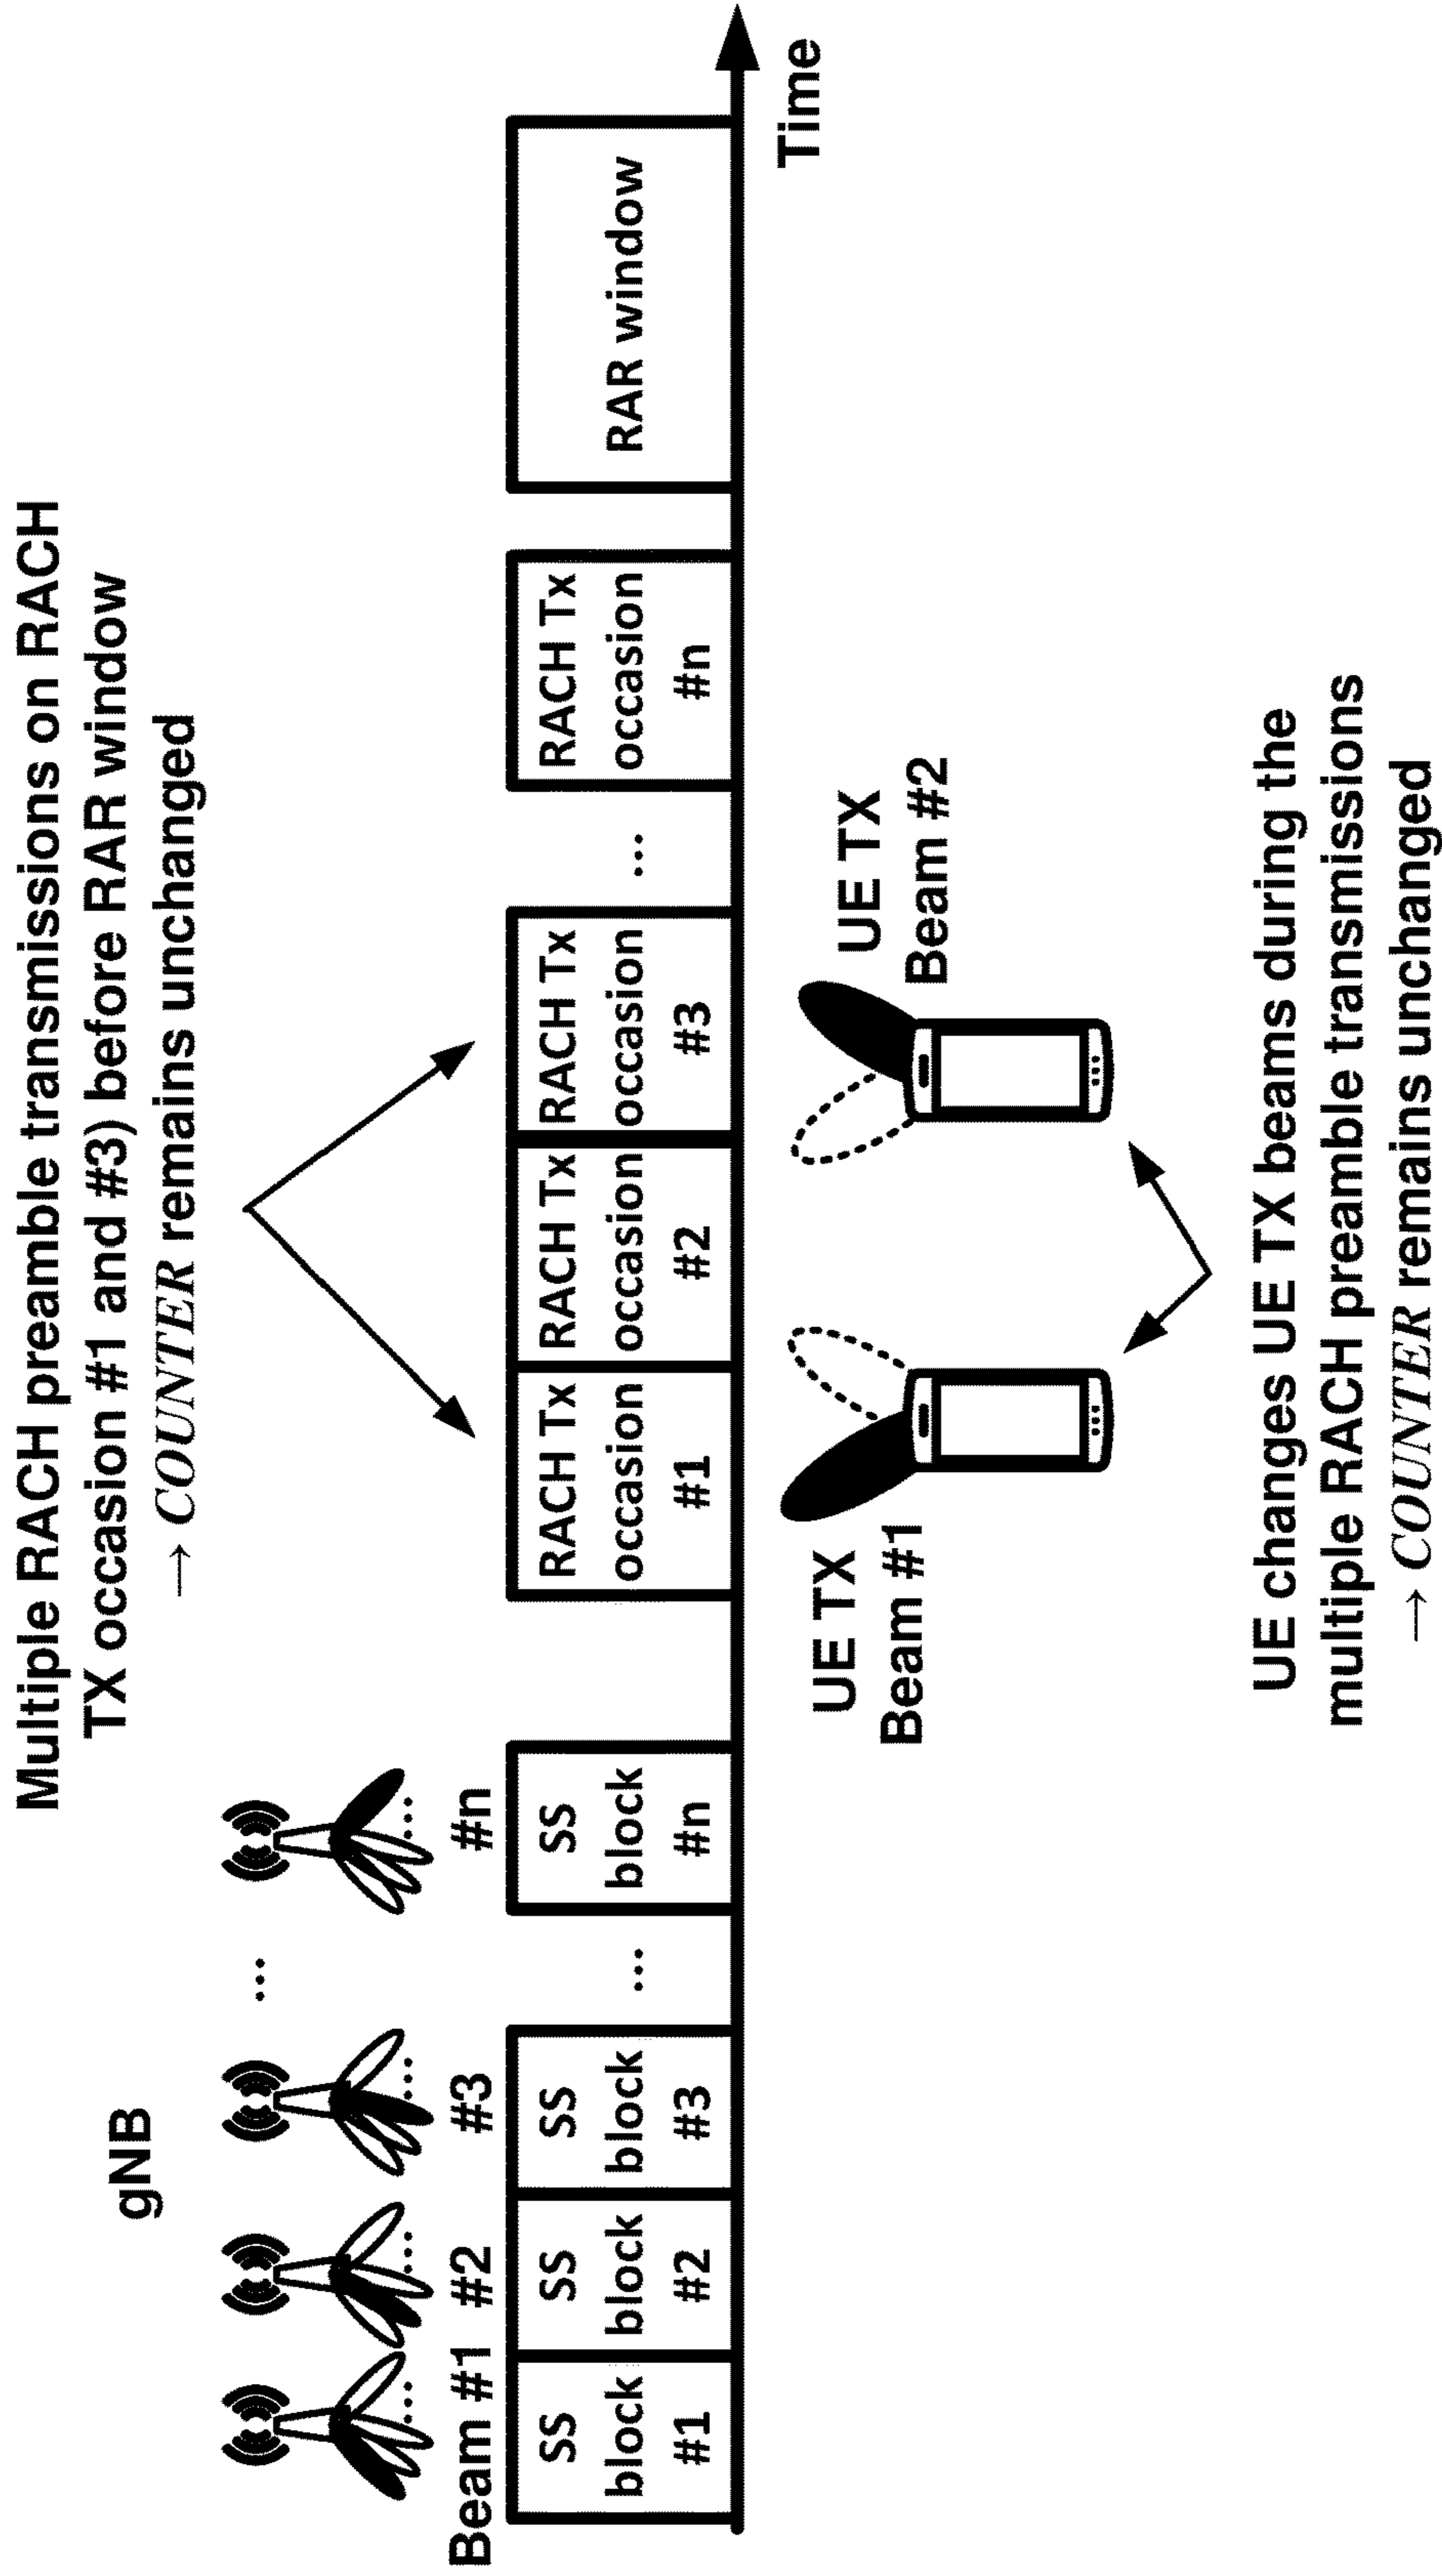 Multiple RACH preamble transmissions on RACH
TX occasion #1 and #3) before RAR window
→ COUNTER remains unchanged
gNB
...
Beam #1 #2 #3 #n
SS
block
#1
SS
block
#2
SS
block
#3
...
SS
block
#n
RACH Tx
occasion
#1
RACH Tx
occasion
#2
RACH Tx
occasion
#3
...
RACH Tx
occasion
#n
RAR window
Time
UE TX
Beam #1
UE TX
Beam #2
UE changes UE TX beams during the
multiple RACH preamble transmissions
→ COUNTER remains unchanged